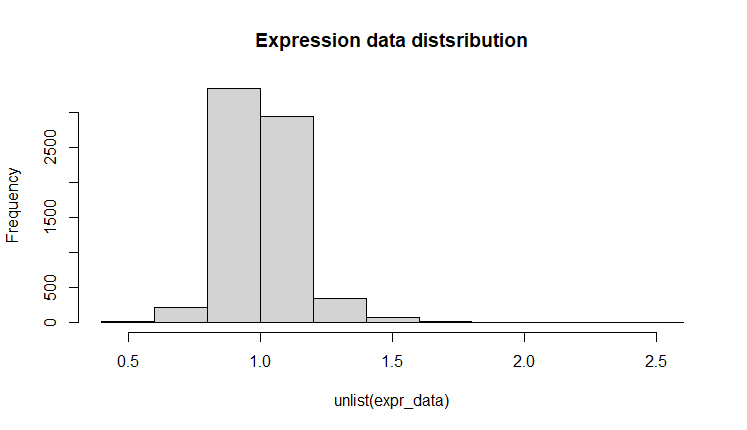 Expression data distsribution
Frequency
2500
1500
500
0
0.5 1.0 1.5 2.0 2.5
unlist(expr_data)